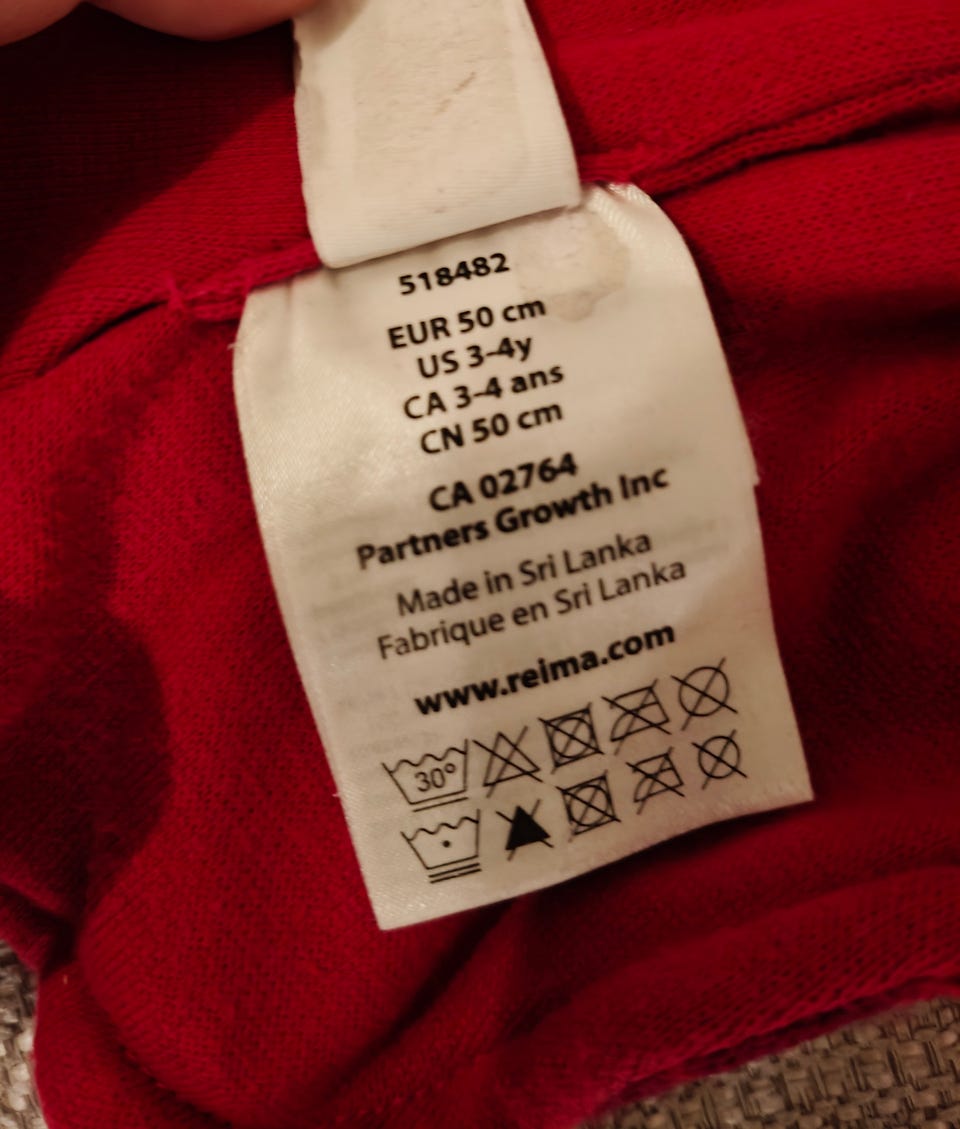 518482
EUR 50 cm
US 3-4y
CA 3-4 ans
CN 50 cm
CA 02764
Partners Growth Inc
Made in Sri Lanka
Fabrique en Sri Lanka
www.reima.com
30°